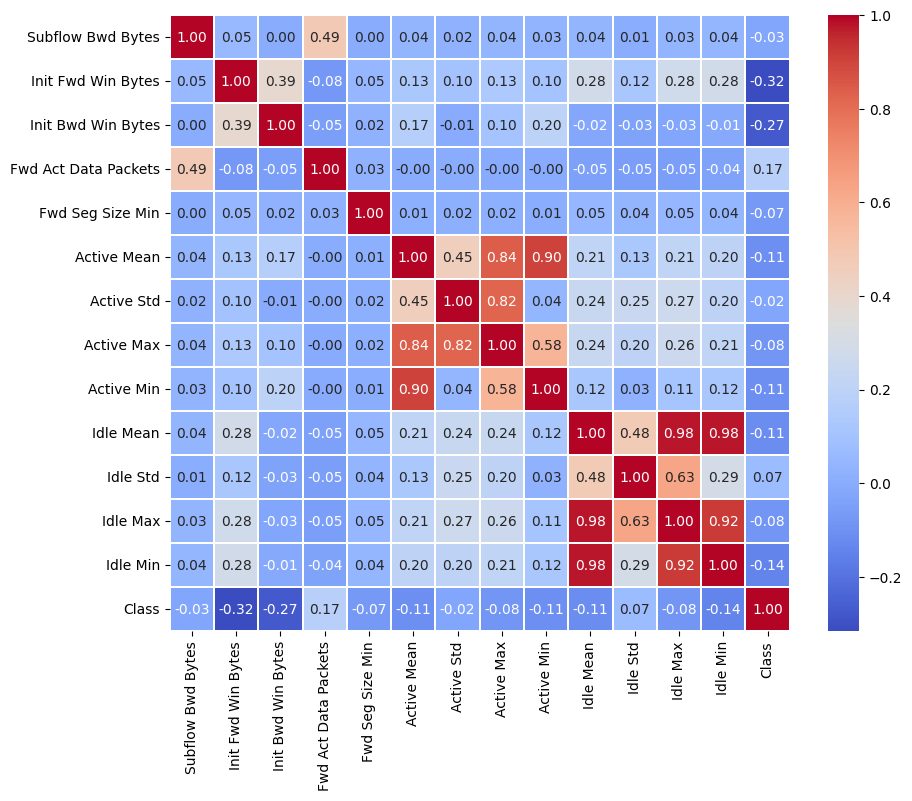 Subflow Bwd Bytes 1.00 0.05 0.00 0.49 0.00 0.04 0.02 0.04 0.03 0.04 0.01 0.03 0.04 -0.03
Init Fwd Win Bytes 0.05 1.00 0.39 -0.08 0.05 0.13 0.10 0.13 0.10 0.28 0.12 0.28 0.28 -0.32
Init Bwd Win Bytes 0.00 0.39 1.00 -0.05 0.02 0.17 -0.01 0.10 0.20 -0.02 -0.03 -0.03 -0.01 -0.27
Fwd Act Data Packets 0.49 -0.08 -0.05 1.00 0.03 -0.00 -0.00 -0.00 -0.00 -0.05 -0.05 -0.05 -0.04 0.17
Fwd Seg Size Min 0.00 0.05 0.02 0.03 1.00 0.01 0.02 0.02 0.01 0.05 0.04 0.05 0.04 -0.07
Active Mean 0.04 0.13 0.17 -0.00 0.01 1.00 0.45 0.84 0.90 0.21 0.13 0.21 0.20 -0.11
Active Std 0.02 0.10 -0.01 -0.00 0.02 0.45 1.00 0.82 0.04 0.24 0.25 0.27 0.20 -0.02
Active Max 0.04 0.13 0.10 -0.00 0.02 0.84 0.82 1.00 0.58 0.24 0.20 0.26 0.21 -0.08
Active Min 0.03 0.10 0.20 -0.00 0.01 0.90 0.04 0.58 1.00 0.12 0.03 0.11 0.12 -0.11
Idle Mean 0.04 0.28 -0.02 -0.05 0.05 0.21 0.24 0.24 0.12 1.00 0.48 0.98 0.98 -0.11
Idle Std 0.01 0.12 -0.03 -0.05 0.04 0.13 0.25 0.20 0.03 0.48 1.00 0.63 0.29 0.07
Idle Max 0.03 0.28 -0.03 -0.05 0.05 0.21 0.27 0.26 0.11 0.98 0.63 1.00 0.92 -0.08
Idle Min 0.04 0.28 -0.01 -0.04 0.04 0.20 0.20 0.21 0.12 0.98 0.29 0.92 1.00 -0.14
Class -0.03 -0.32 -0.27 0.17 -0.07 -0.11 -0.02 -0.08 -0.11 -0.11 0.07 -0.08 -0.14 1.00
Subflow Bwd Bytes
Init Fwd Win Bytes
Init Bwd Win Bytes
Fwd Act Data Packets
Fwd Seg Size Min
Active Mean
Active Std
Active Max
Active Min
Idle Mean
Idle Std
Idle Max
Idle Min
Class
1.0
0.8
0.6
0.4
0.2
0.0
−0.2